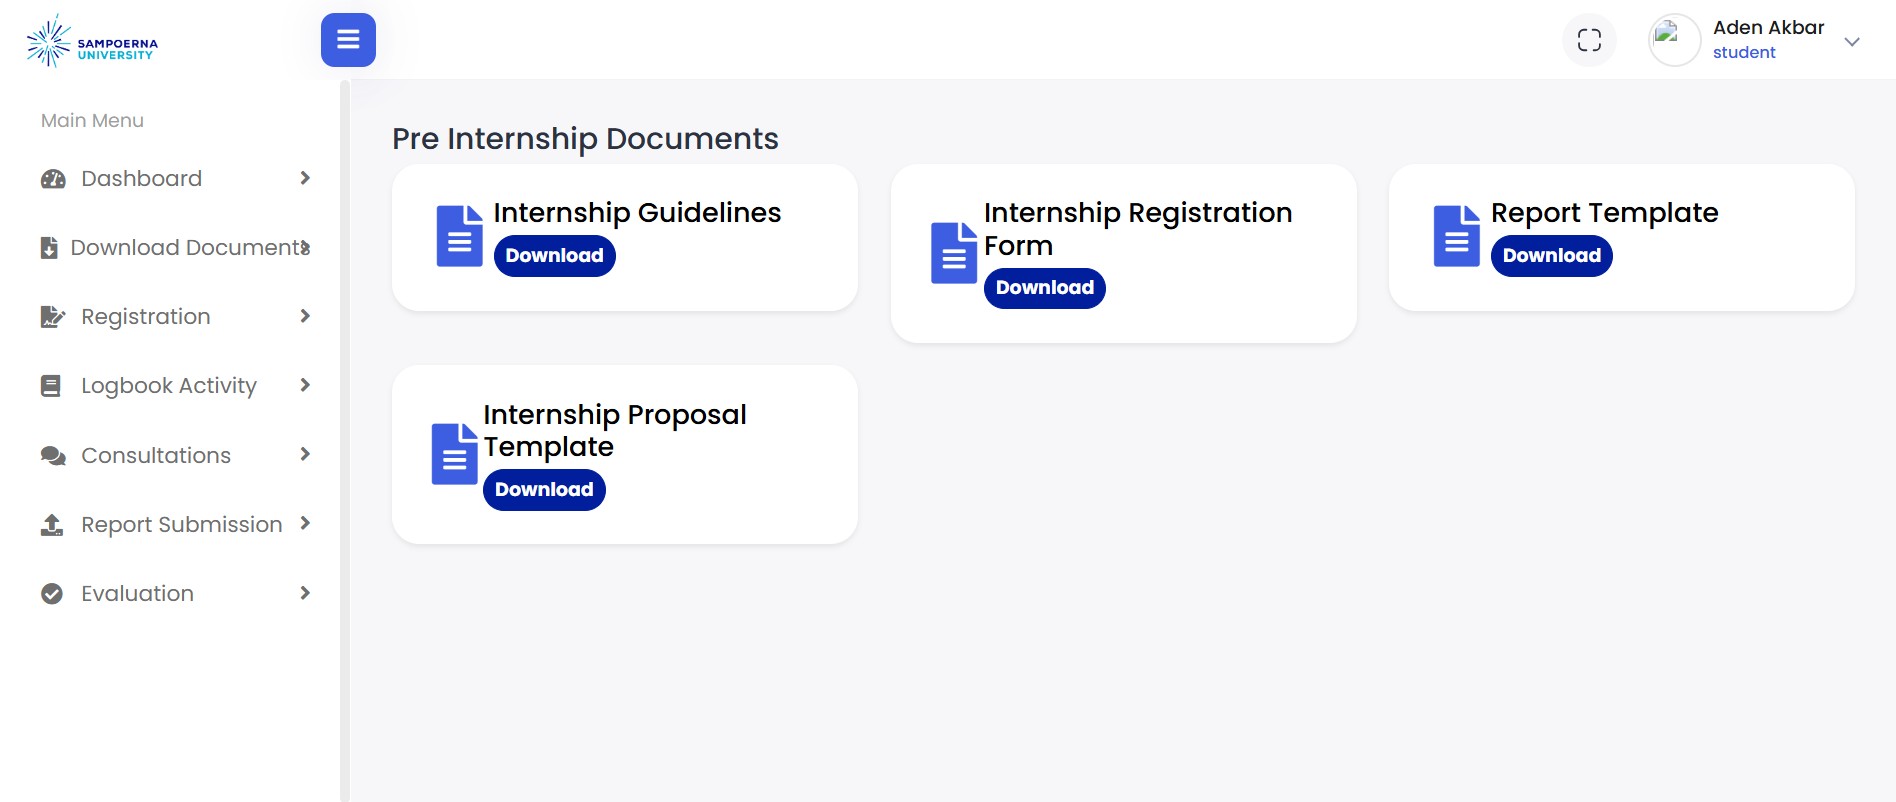 SAMPOERNA
UNIVERSITY
Aden Akbar
student
Main Menu
Dashboard
Download Documents
Registration
Logbook Activity
Consultations
Report Submission
Evaluation
Pre Internship Documents
Internship Guidelines
Download
Internship Registration
Form
Download
Report Template
Download
Internship Proposal
Template
Download